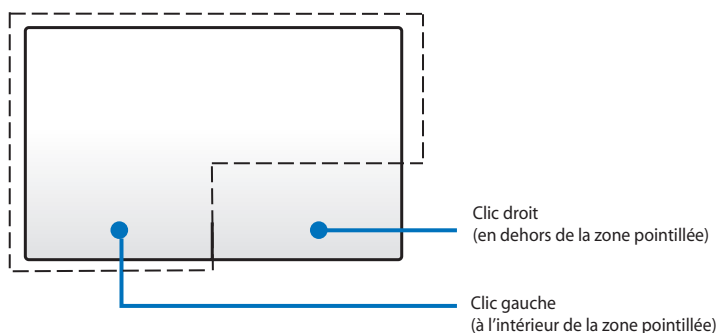 Clic droit
(en dehors de la zone pointillée)
Clic gauche
(à l'intérieur de la zone pointillée)